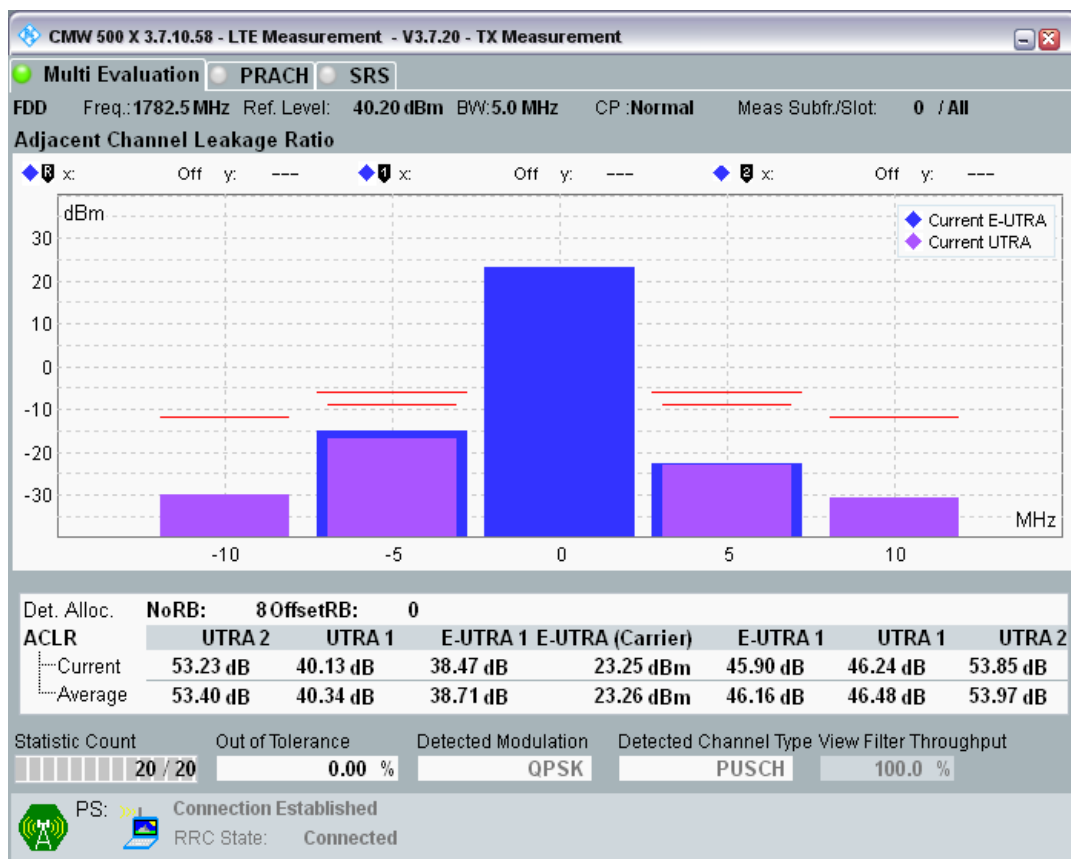 CMW 500 X 3.7.10.58 - LTE Measurement - V3.7.20 - TX Measurement
Multi Evaluation PRACH SRS
FDD Freq.: 1782.5 MHz Ref. Level: 40.20 dBm BW: 5.0 MHz CP : Normal Meas Subfr./Slot: 0 / All
Adjacent Channel Leakage Ratio
R x: Off y: --- 1 x: Off y: --- 2 x: Off y: ---
dBm
Current E-UTRA
Current UTRA
30
20
10
0
-10
-20
-30
MHz
-10 -5 0 5 10
Det. Alloc. NoRB: 8 OffsetRB: 0
ACLR UTRA 2 UTRA 1 E-UTRA 1 E-UTRA (Carrier) E-UTRA 1 UTRA 1 UTRA 2
Current 53.23 dB 40.13 dB 38.47 dB 23.25 dBm 45.90 dB 46.24 dB 53.85 dB
Average 53.40 dB 40.34 dB 38.71 dB 23.26 dBm 46.16 dB 46.48 dB 53.97 dB
Statistic Count Out of Tolerance Detected Modulation Detected Channel Type View Filter Throughput
20 / 20 0.00 % QPSK PUSCH 100.0 %
PS: Connection Established
RRC State: Connected